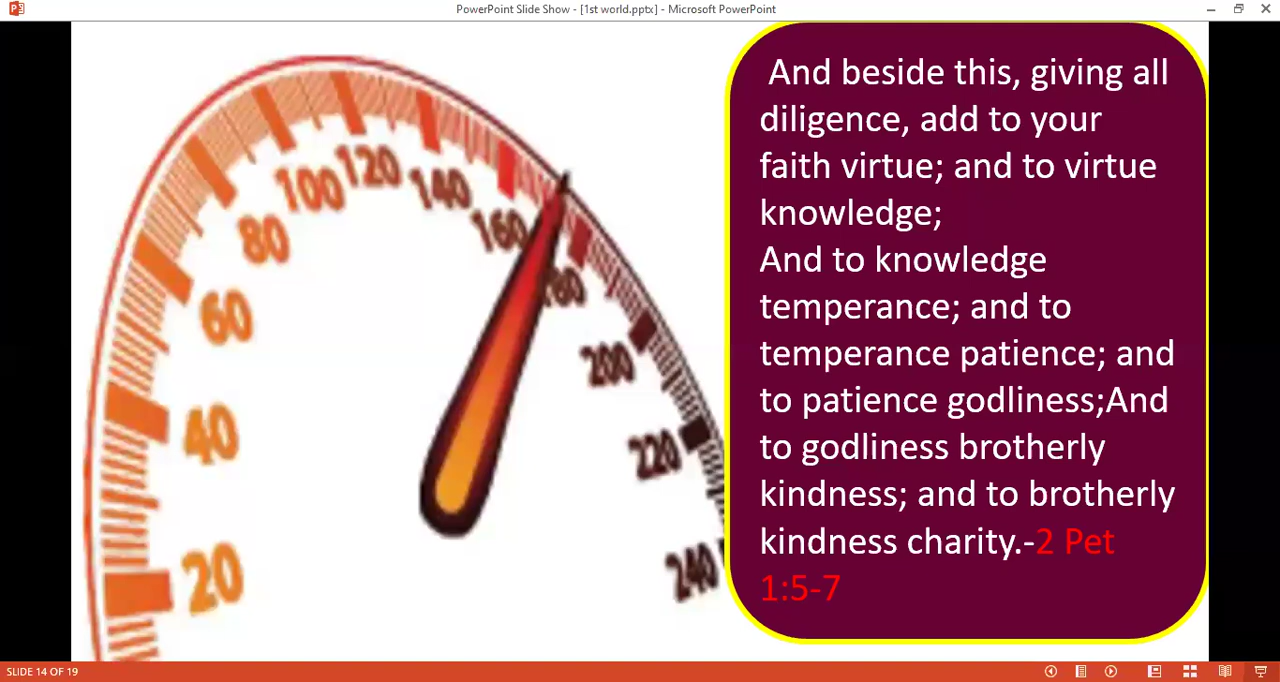 PowerPoint Slide Show - [1st world.pptx] - Microsoft PowerPoint
And beside this, giving all
diligence, add to your
faith virtue; and to virtue
knowledge;
And to knowledge
temperance; and to
temperance patience; and
to patience godliness;And
to godliness brotherly
kindness; and to brotherly
kindness charity.-2 Pet
1:5-7
20
40
60
80
100
120
140
160
180
200
220
240
SLIDE 14 OF 19